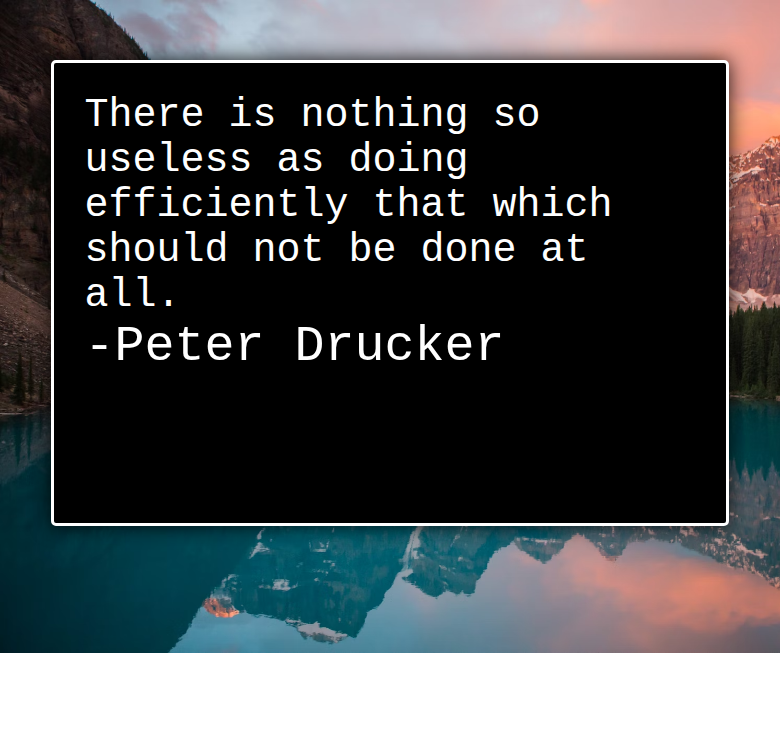 There is nothing so
useless as doing
efficiently that which
should not be done at
all.
-Peter Drucker